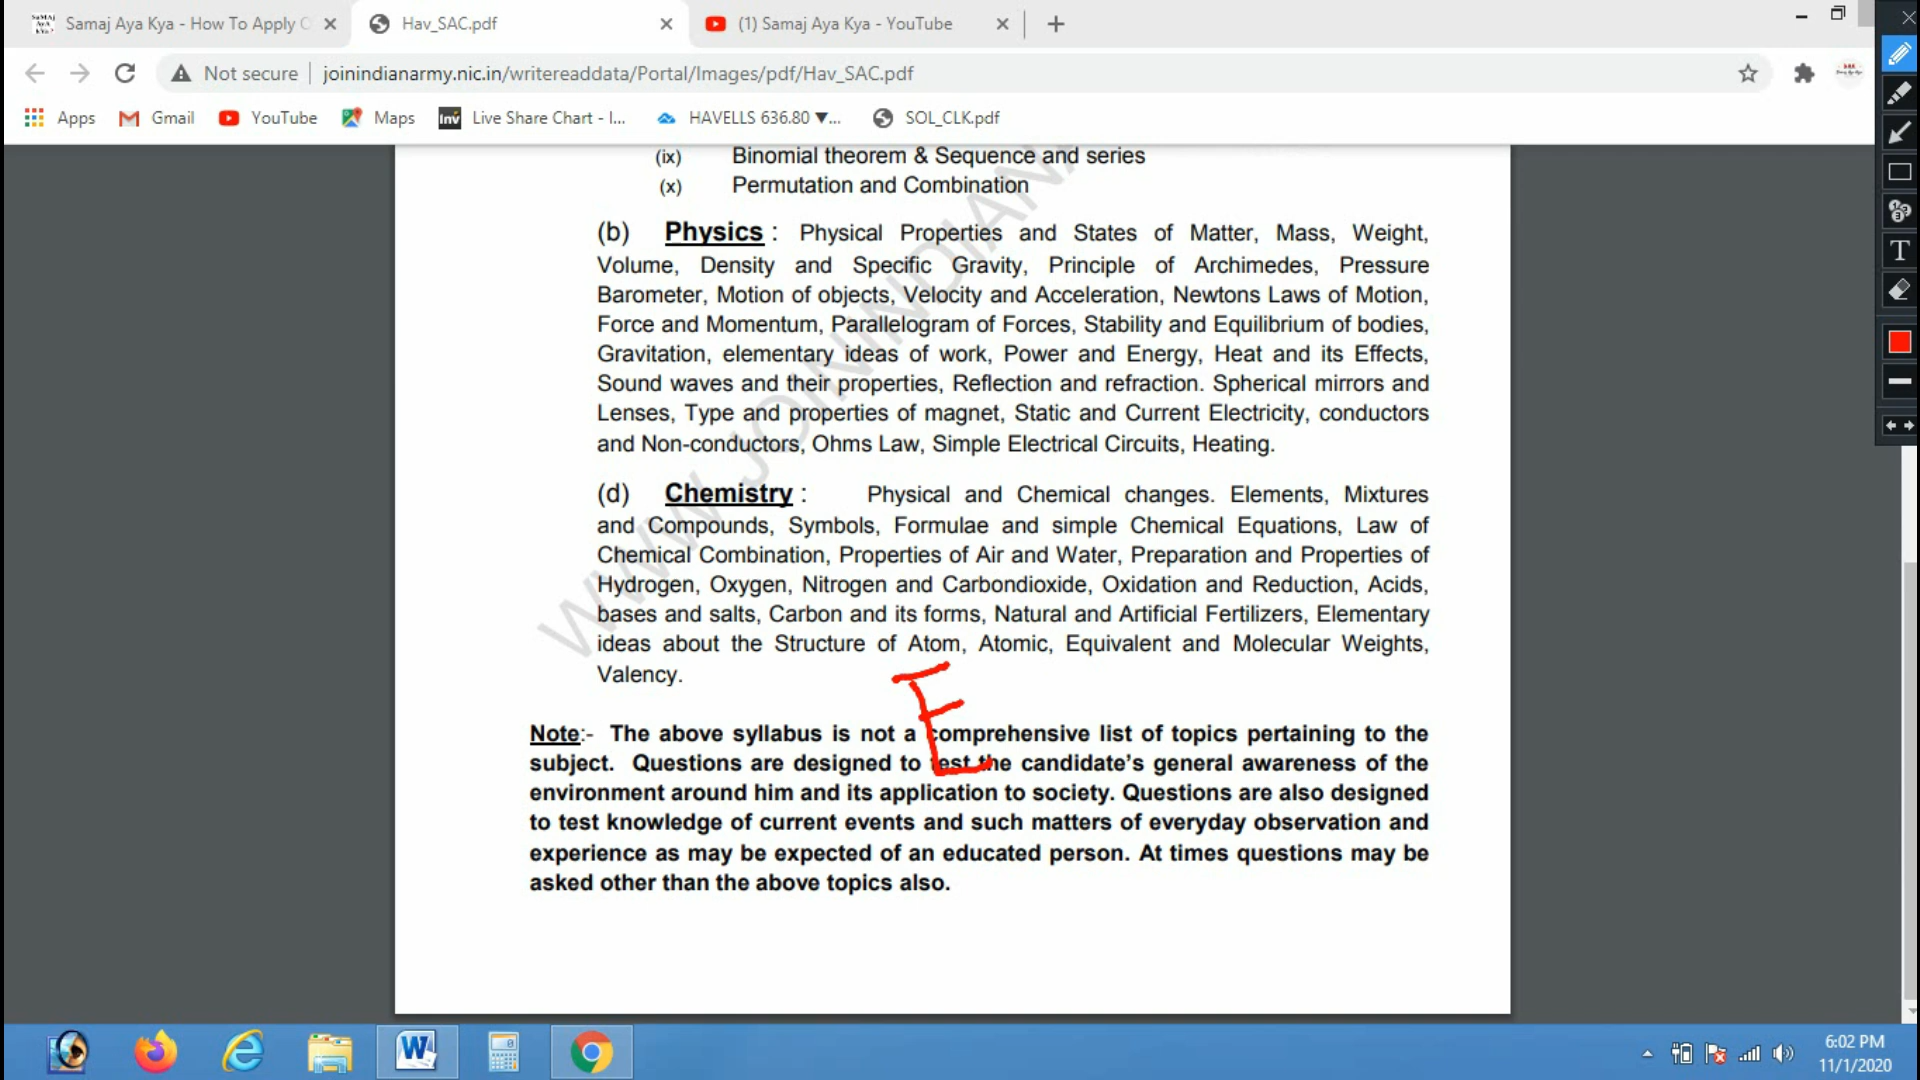 Samaj Aya Kya - How To Apply O
Hav_SAC.pdf
(1) Samaj Aya Kya - YouTube
Not secure
joinindianarmy.nic.in/writereaddata/Portal/Images/pdf/Hav_SAC.pdf
Apps
Gmail
YouTube
Maps
Inv
Live Share Chart - I...
HAVELLS 636.80 ▼...
SOL_CLK.pdf
(ix) Binomial theorem & Sequence and series
(x) Permutation and Combination
(b) Physics : Physical Properties and States of Matter, Mass, Weight,
Volume, Density and Specific Gravity, Principle of Archimedes, Pressure
Barometer, Motion of objects, Velocity and Acceleration, Newtons Laws of Motion,
Force and Momentum, Parallelogram of Forces, Stability and Equilibrium of bodies,
Gravitation, elementary ideas of work, Power and Energy, Heat and its Effects,
Sound waves and their properties, Reflection and refraction. Spherical mirrors and
Lenses, Type and properties of magnet, Static and Current Electricity, conductors
and Non-conductors, Ohms Law, Simple Electrical Circuits, Heating.
(d) Chemistry : Physical and Chemical changes. Elements, Mixtures
and Compounds, Symbols, Formulae and simple Chemical Equations, Law of
Chemical Combination, Properties of Air and Water, Preparation and Properties of
Hydrogen, Oxygen, Nitrogen and Carbondioxide, Oxidation and Reduction, Acids,
bases and salts, Carbon and its forms, Natural and Artificial Fertilizers, Elementary
ideas about the Structure of Atom, Atomic, Equivalent and Molecular Weights,
Valency.
E
Note:- The above syllabus is not a comprehensive list of topics pertaining to the
subject. Questions are designed to test the candidate's general awareness of the
environment around him and its application to society. Questions are also designed
to test knowledge of current events and such matters of everyday observation and
experience as may be expected of an educated person. At times questions may be
asked other than the above topics also.
WWW.JOININDIANA
T
6:02 PM
11/1/2020